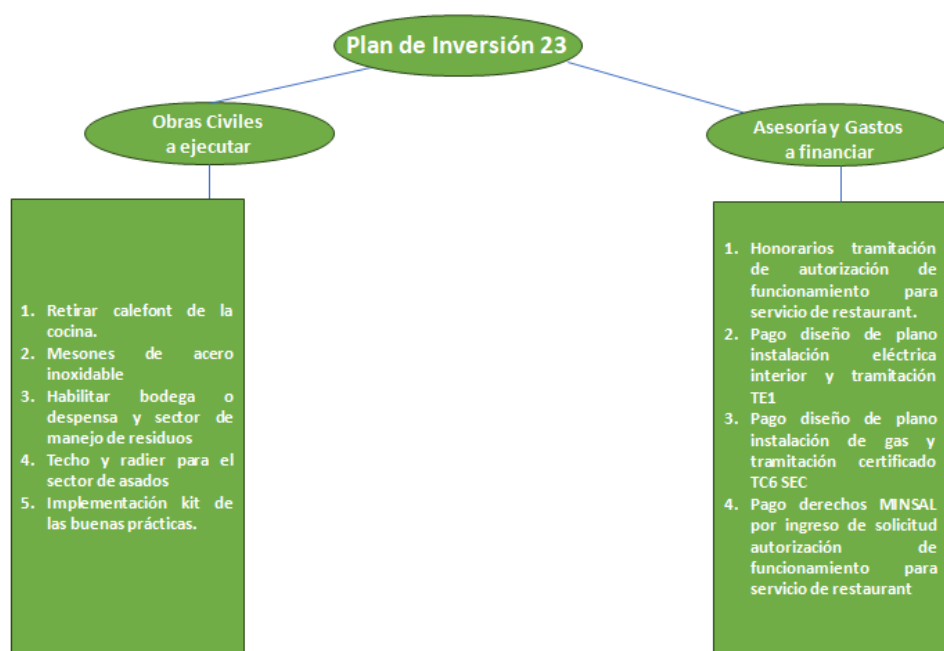 Plan de Inversión 23
Obras Civiles
a ejecutar
Asesoría y Gastos
a financiar
1. Retirar calefont de la
cocina.
2. Mesones de acero
inoxidable
3. Habilitar bodega o
despensa y sector de
manejo de residuos
4. Techo y radier para el
sector de asados
5. Implementación kit de
las buenas prácticas.
1. Honorarios tramitación
de autorización de
funcionamiento para
servicio de restaurant.
2. Pago diseño de plano
instalación eléctrica
interior y tramitación
TE1
3. Pago diseño de plano
instalación de gas y
tramitación certificado
TC6 SEC
4. Pago derechos MINSAL
por ingreso de solicitud
autorización de
funcionamiento para
servicio de restaurant